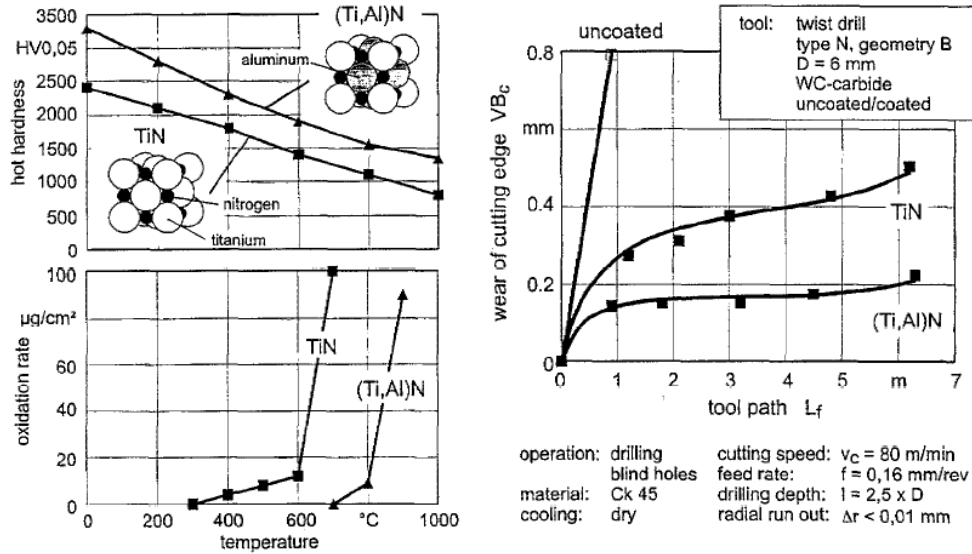 (Ti,Al)N
3500
HV0,05
2500
2000
1500
1000
500
0
hot hardness
aluminum
TiN
nitrogen
titanium
100
µg/cm²
60
40
20
10
0
oxidation rate
TiN
(Ti,Al)N
0
200
400
600
°C
1000
temperature
uncoated
tool: twist drill
type N, geometry B
D = 6 mm
WC-carbide
uncoated/coated
0.8
mm
0.4
0.2
0
wear of cutting edge VBc
TiN
(Ti,Al)N
0
1
2
3
4
5
m
7
tool path Lf
operation: drilling
blind holes
material: Ck 45
cooling: dry
cutting speed: vc = 80 m/min
feed rate: f = 0,16 mm/rev
drilling depth: l = 2,5 x D
radial run out: Δr < 0,01 mm